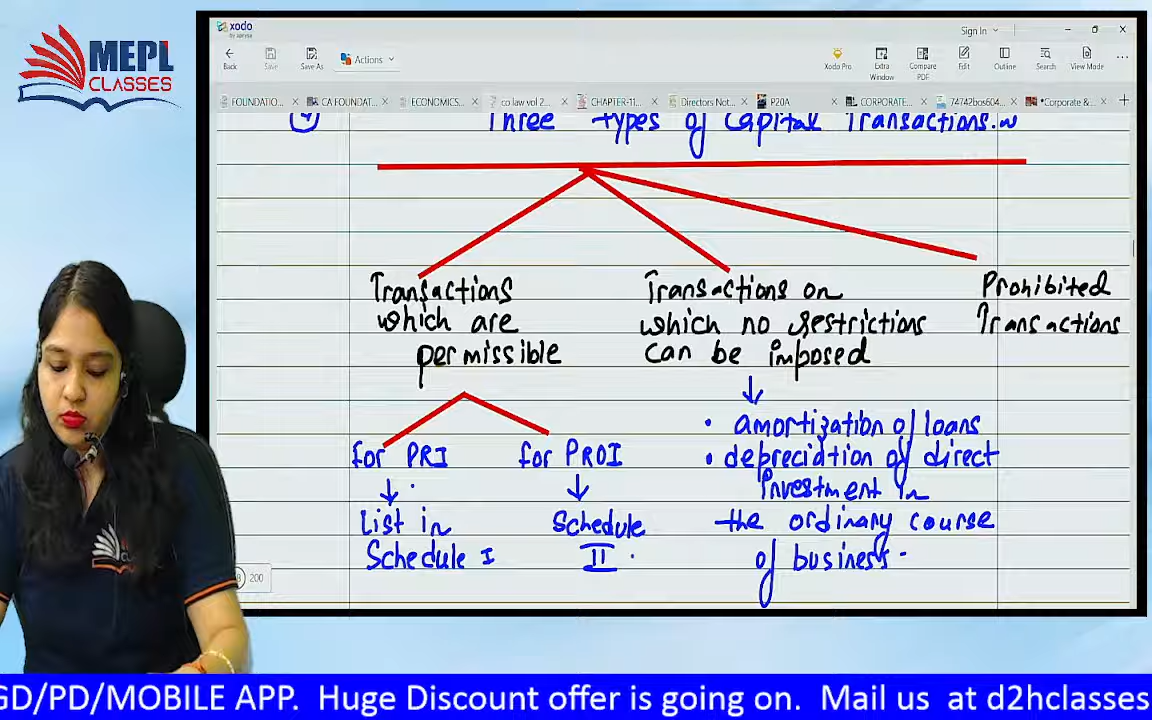 MEPL
CLASSES
xodo
by apryse
Sign In
Back
Save
Save As
Actions
Xodo Pro
Extra Window
Compare PDF
Edit
Outline
Search
View Mode
FOUNDATIO...
CA FOUNDAT...
ECONOMICS...
co law vol 2...
CHAPTER-11...
Directors Not...
P20A
CORPORATE...
74742bos604...
*Corporate &...
Three types of Capital Transactions.
Transactions
which are
permissible
Transactions on
which no restrictions
can be imposed
Prohibited
Transactions
for PRI
for PROI
List in
Schedule I
Schedule
II
• amortization of loans
• depreciation of direct
investment in
the ordinary course
of business.
200
CLASSES
GD/PD/MOBILE APP. Huge Discount offer is going on. Mail us at d2hclasses